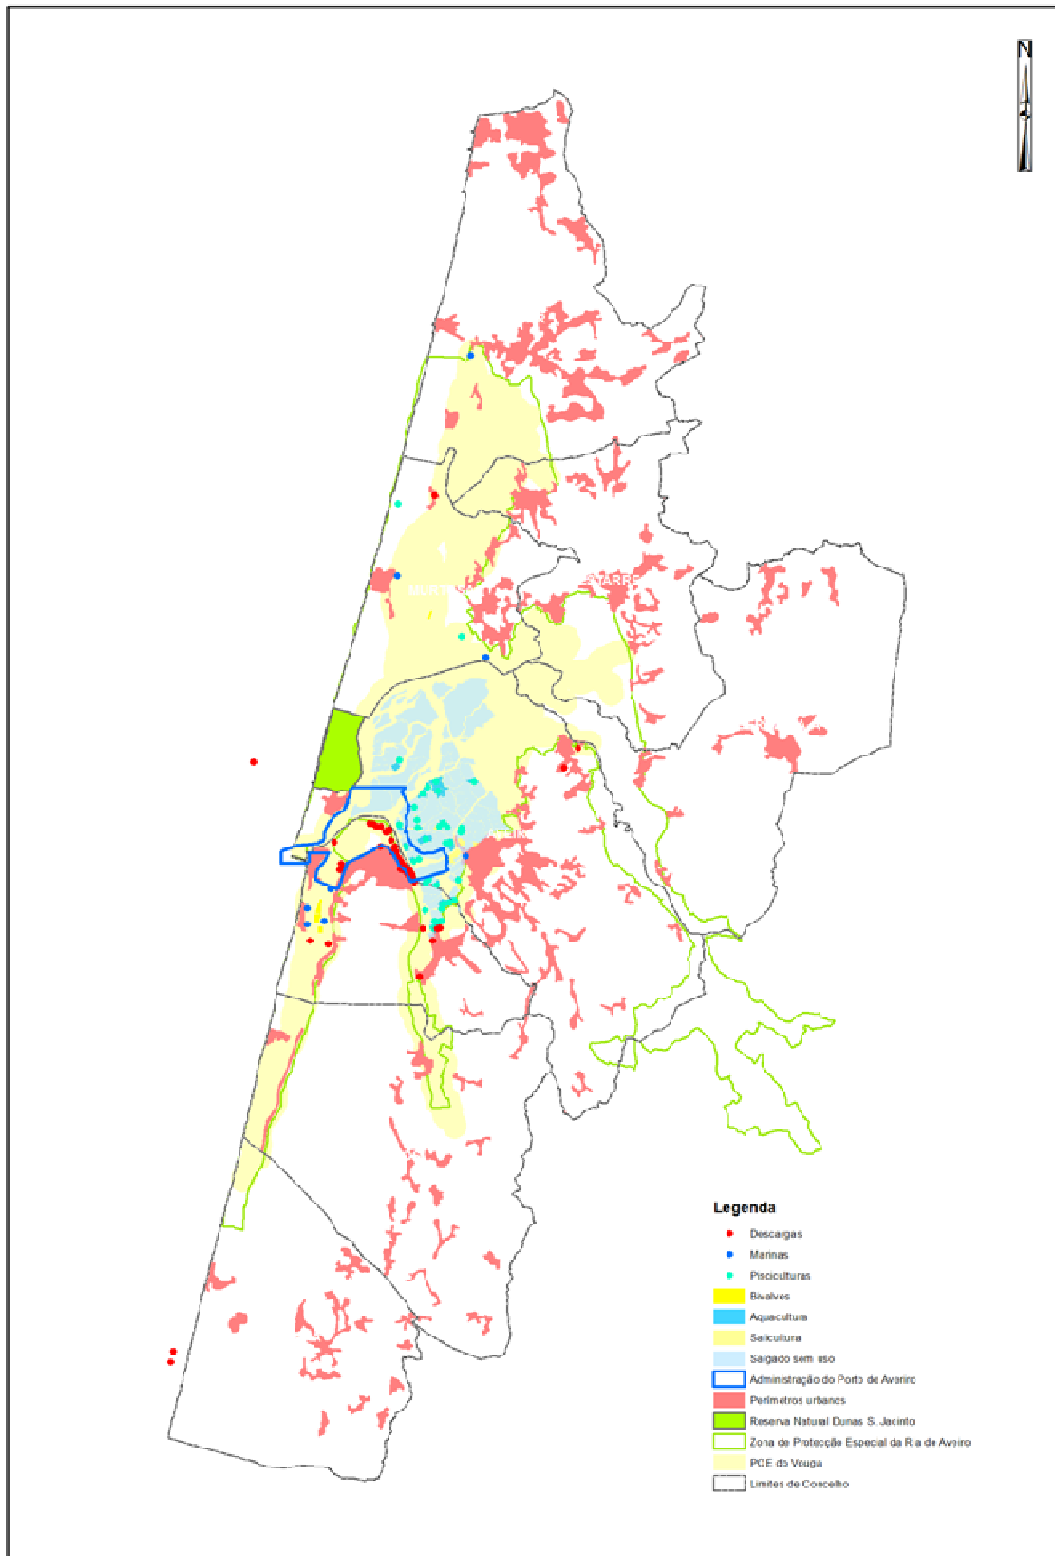 N
Legenda
Descargas
Marinas
Pisciculturas
Bivalves
Aquacultura
Salicultura
Salgado sem uso
Administração do Porto de Aveiro
Perímetros urbanos
Reserva Natural Dunas S. Jacinto
Zona de Protecção Especial da Ria de Aveiro
POE do Vouga
Limites de Concelho